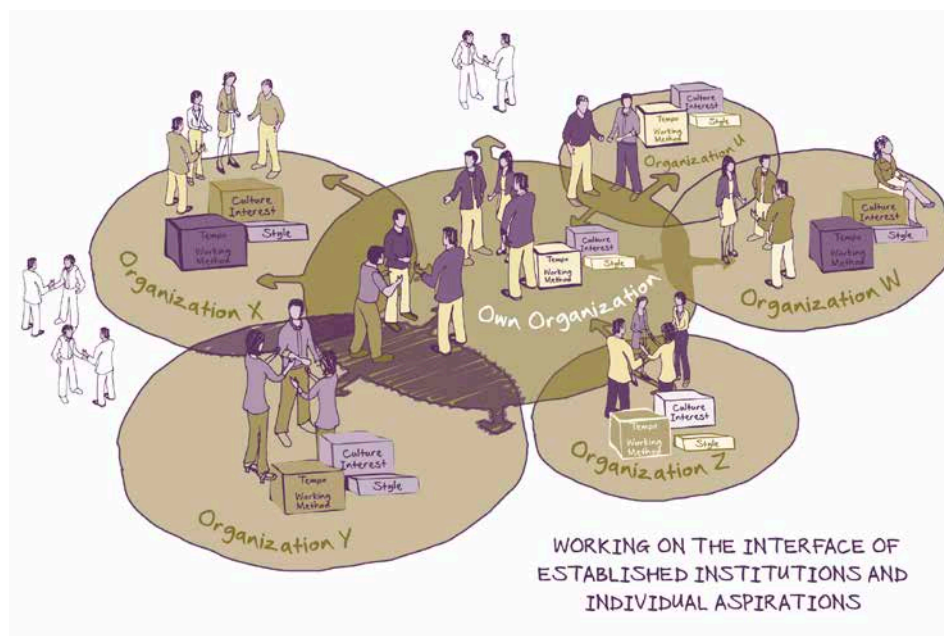 Culture
Interest
Tempo
Working
Method
Style
Organization U
Culture
Interest
Tempo
Working
Method
Style
Organization X
Culture
Interest
Tempo
Working
Method
Style
Own Organization
Culture
Interest
Tempo
Working
Method
Style
Organization W
Culture
Interest
Tempo
Working
Method
Style
Organization Z
Culture
Interest
Tempo
Working
Method
Style
Organization Y
WORKING ON THE INTERFACE OF
ESTABLISHED INSTITUTIONS AND
INDIVIDUAL ASPIRATIONS